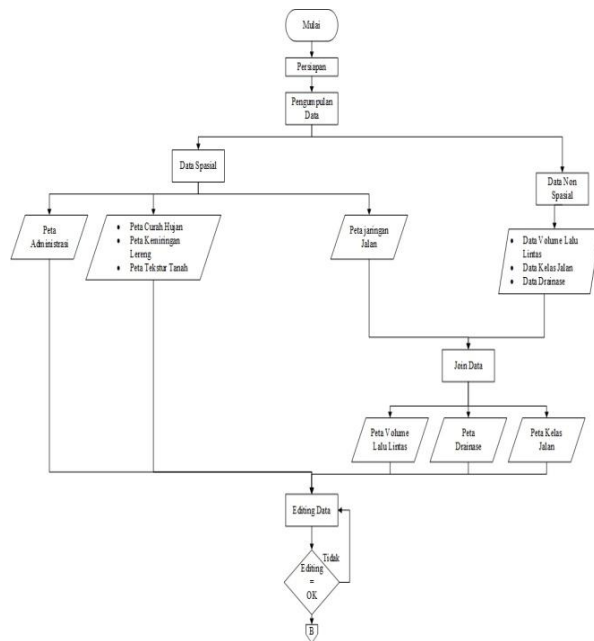 Mulai
Persiapan
Pengumpulan
Data
Data Spasial
Data Non
Spasial
Peta
Administrasi
• Peta Curah Hujan
• Peta Kemiringan
Lereng
• Peta Tekstur Tanah
Peta jaringan
Jalan
• Data Volume Lalu
Lintas
• Data Kelas Jalan
• Data Drainase
Join Data
Peta Volume
Lalu Lintas
Peta
Drainase
Peta Kelas
Jalan
Editing Data
Tidak
Editing
=
OK
B